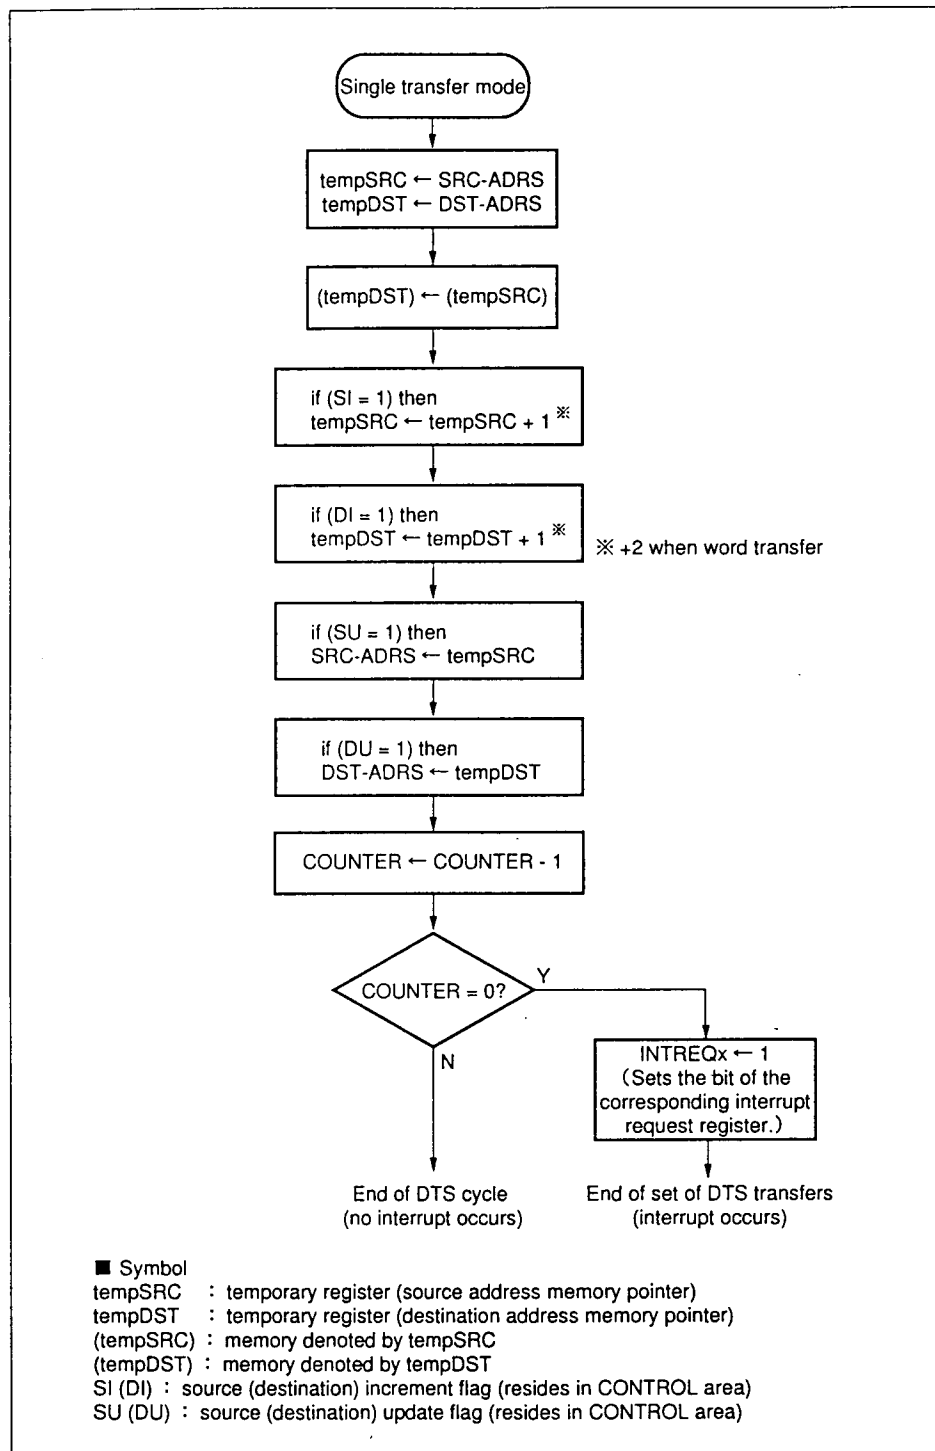 Single transfer mode
tempSRC ← SRC-ADRS
tempDST ← DST-ADRS
(tempDST) ← (tempSRC)
if (SI = 1) then
tempSRC ← tempSRC + 1 ※
if (DI = 1) then
tempDST ← tempDST + 1 ※
※ +2 when word transfer
if (SU = 1) then
SRC-ADRS ← tempSRC
if (DU = 1) then
DST-ADRS ← tempDST
COUNTER ← COUNTER - 1
COUNTER = 0?
Y
N
INTREQx ← 1
(Sets the bit of the
corresponding interrupt
request register.)
End of DTS cycle
(no interrupt occurs)
End of set of DTS transfers
(interrupt occurs)
■ Symbol
tempSRC : temporary register (source address memory pointer)
tempDST : temporary register (destination address memory pointer)
(tempSRC) : memory denoted by tempSRC
(tempDST) : memory denoted by tempDST
SI (DI) : source (destination) increment flag (resides in CONTROL area)
SU (DU) : source (destination) update flag (resides in CONTROL area)